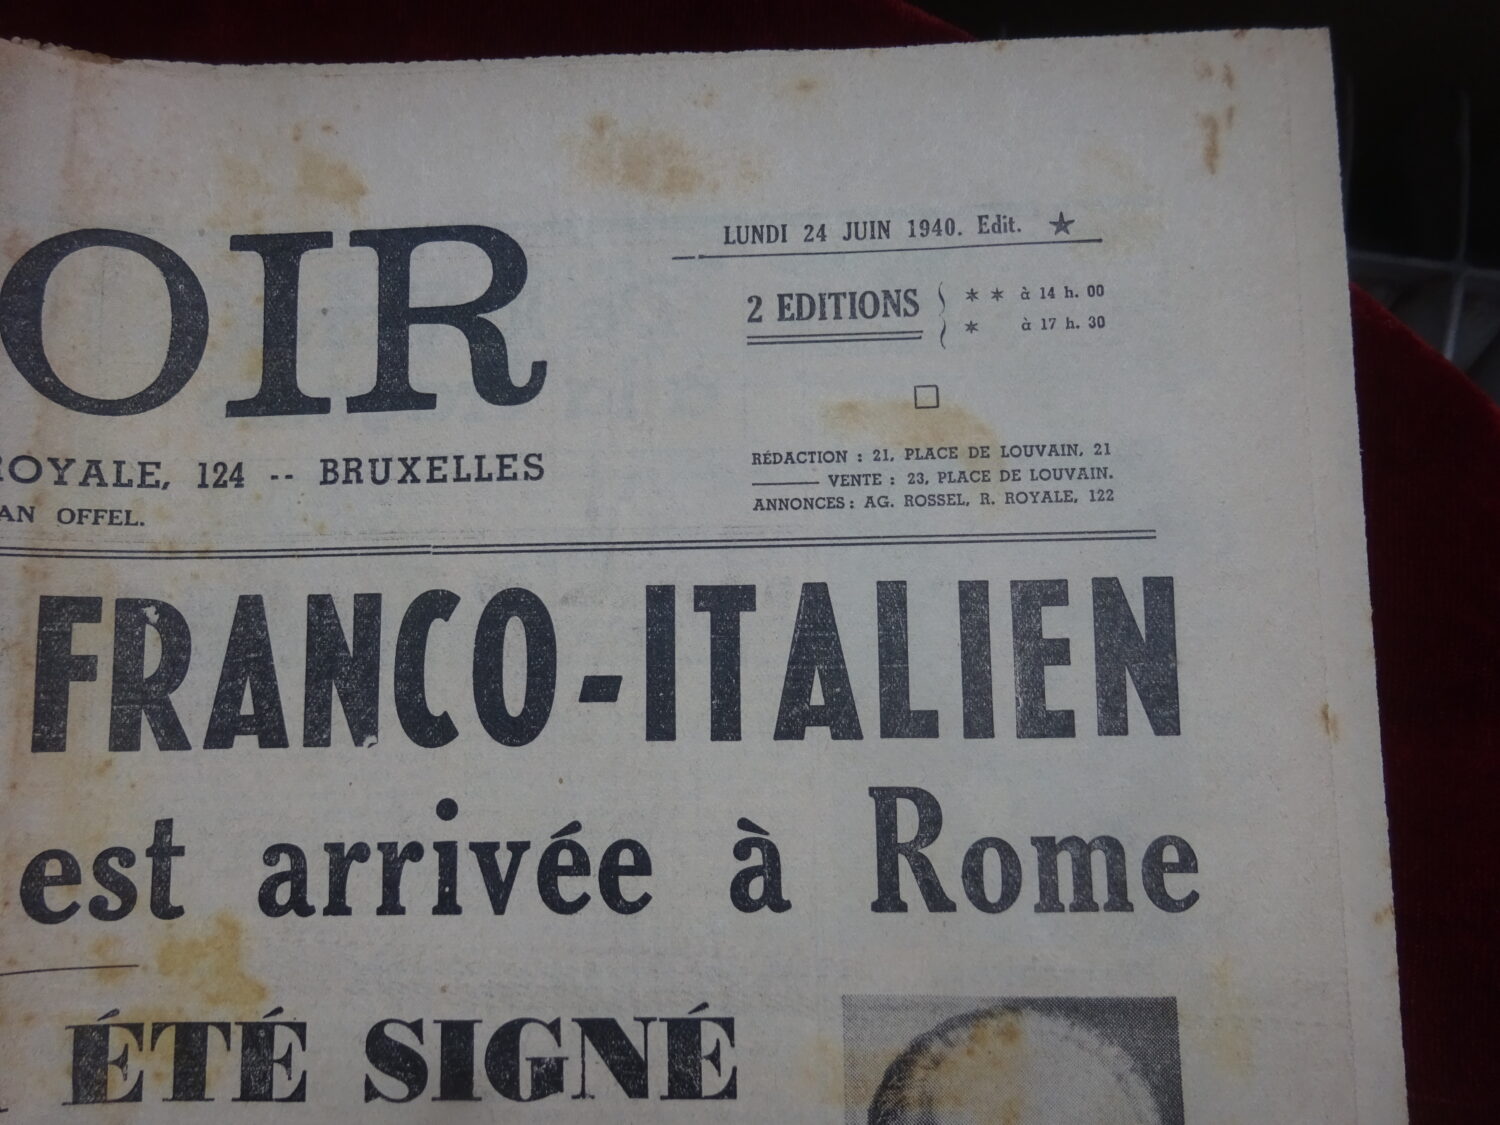 OIR
LUNDI 24 JUIN 1940. Edit. ★
2 EDITIONS
* * à 14 h. 00
* à 17 h. 30
ROYALE, 124 -- BRUXELLES
AN OFFEL.
RÉDACTION : 21, PLACE DE LOUVAIN, 21
VENTE : 23, PLACE DE LOUVAIN.
ANNONCES : AG. ROSSEL, R. ROYALE, 122
FRANCO-ITALIEN
est arrivée à Rome
ÉTÉ SIGNÉ